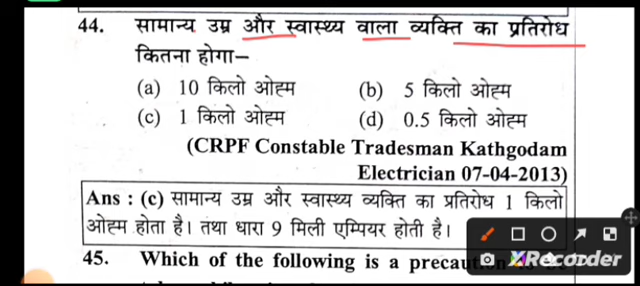 44. सामान्य उम्र और स्वास्थ्य वाला व्यक्ति का प्रतिरोध
कितना होगा–
(a) 10 किलो ओह्म (b) 5 किलो ओह्म
(c) 1 किलो ओह्म (d) 0.5 किलो ओह्म
(CRPF Constable Tradesman Kathgodam
Electrician 07-04-2013)
Ans : (c) सामान्य उम्र और स्वास्थ्य व्यक्ति का प्रतिरोध 1 किलो
ओह्म होता है। तथा धारा 9 मिली एम्पियर होती है।
XRecorder
45. Which of the following is a